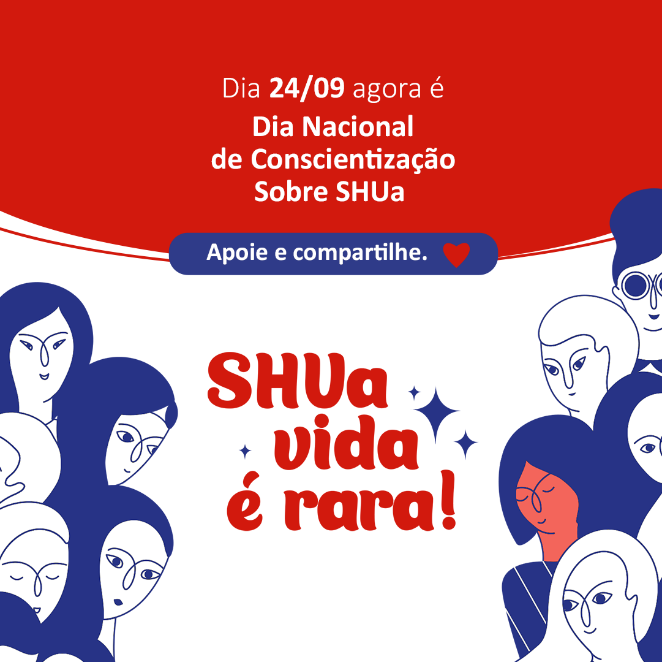 Dia 24/09 agora é
Dia Nacional
de Conscientização
Sobre SHUa
Apoie e compartilhe.
SHUa
vida
é rara!